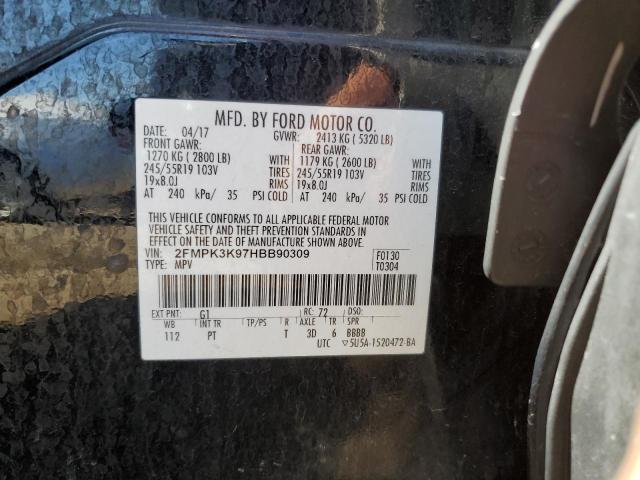 MFD. BY FORD MOTOR CO.
DATE: 04/17 GVWR: 2413 KG ( 5320 LB)
FRONT GAWR: REAR GAWR:
1270 KG ( 2800 LB) WITH 1179 KG ( 2600 LB) WITH
245/55R19 103V TIRES 245/55R19 103V TIRES
19x8.0J RIMS 19x8.0J RIMS
AT 240 kPa/ 35 PSI COLD AT 240 kPa/ 35 PSI COLD
THIS VEHICLE CONFORMS TO ALL APPLICABLE FEDERAL MOTOR
VEHICLE SAFETY AND THEFT PREVENTION STANDARDS IN
EFFECT ON THE DATE OF MANUFACTURE SHOWN ABOVE.
VIN: 2FMPK3K97HBB90309 F0130
TYPE: MPV T0304
EXT PNT: G1 RC: 72 DSO:
WB INT TR TP/PS R AXLE TR SPR
112 PT T 3D 6 BBBB
UTC ▽5U5A-1520472-BA